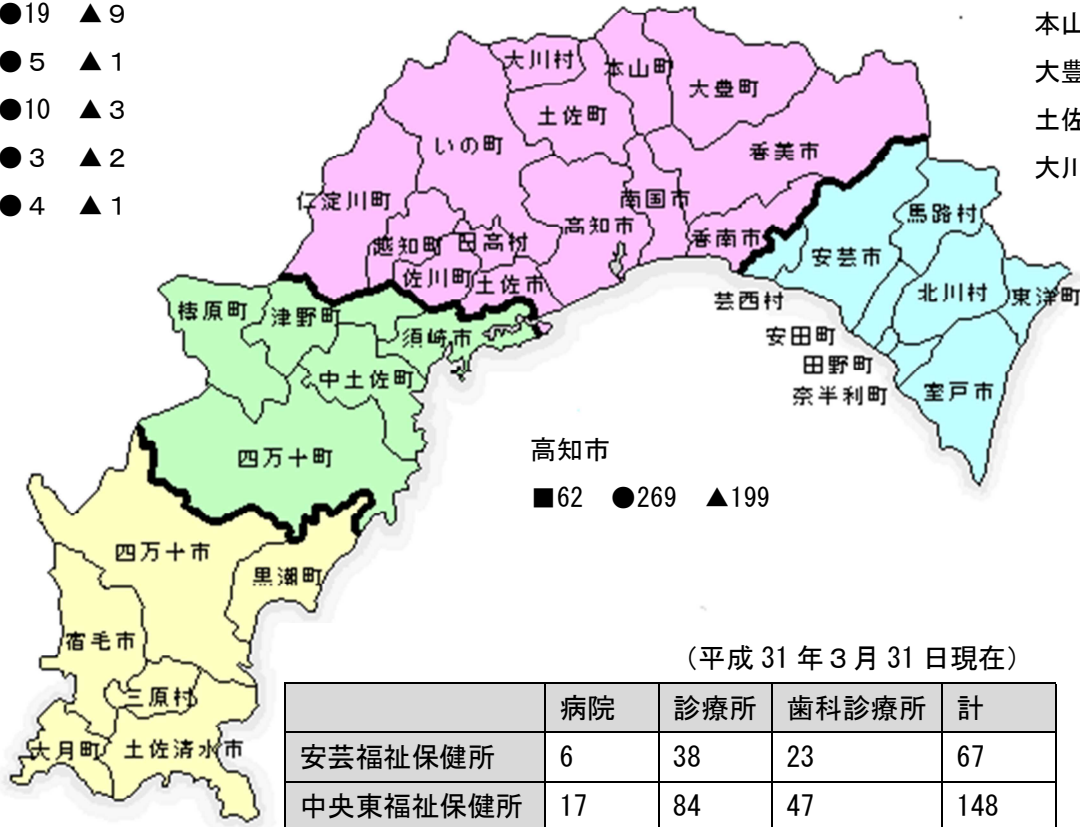 ●19 ▲9
●5 ▲1
●10 ▲3
●3 ▲2
●4 ▲1
本山
大豊
土佐
大川
大川村
本山町
大豊町
土佐町
いの町
香美市
仁淀川町
南国市
高知市
越知町
日高村
香南市
佐川町
土佐市
馬路村
安芸市
北川村
東洋町
芸西村
安田町
田野町
奈半利町
室戸市
梼原町
津野町
須崎市
中土佐町
四万十町
高知市
■62 ●269 ▲199
四万十市
黒潮町
宿毛市
三原村
大月町
土佐清水市
（平成31年３月31日現在）
病院 診療所 歯科診療所 計
安芸福祉保健所 6 38 23 67
中央東福祉保健所 17 84 47 148